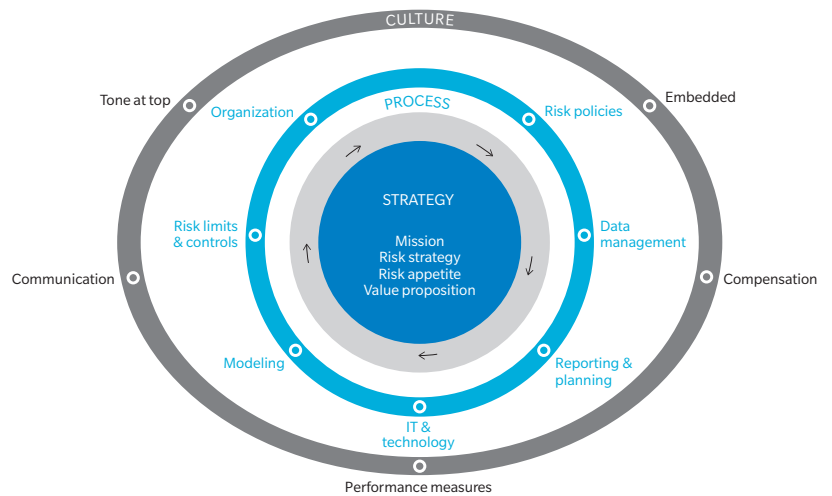 CULTURE
Tone at top
Embedded
Organization
PROCESS
Risk policies
STRATEGY
Mission
Risk strategy
Risk appetite
Value proposition
Risk limits
& controls
Data
management
Communication
Compensation
Modeling
Reporting &
planning
IT &
technology
Performance measures